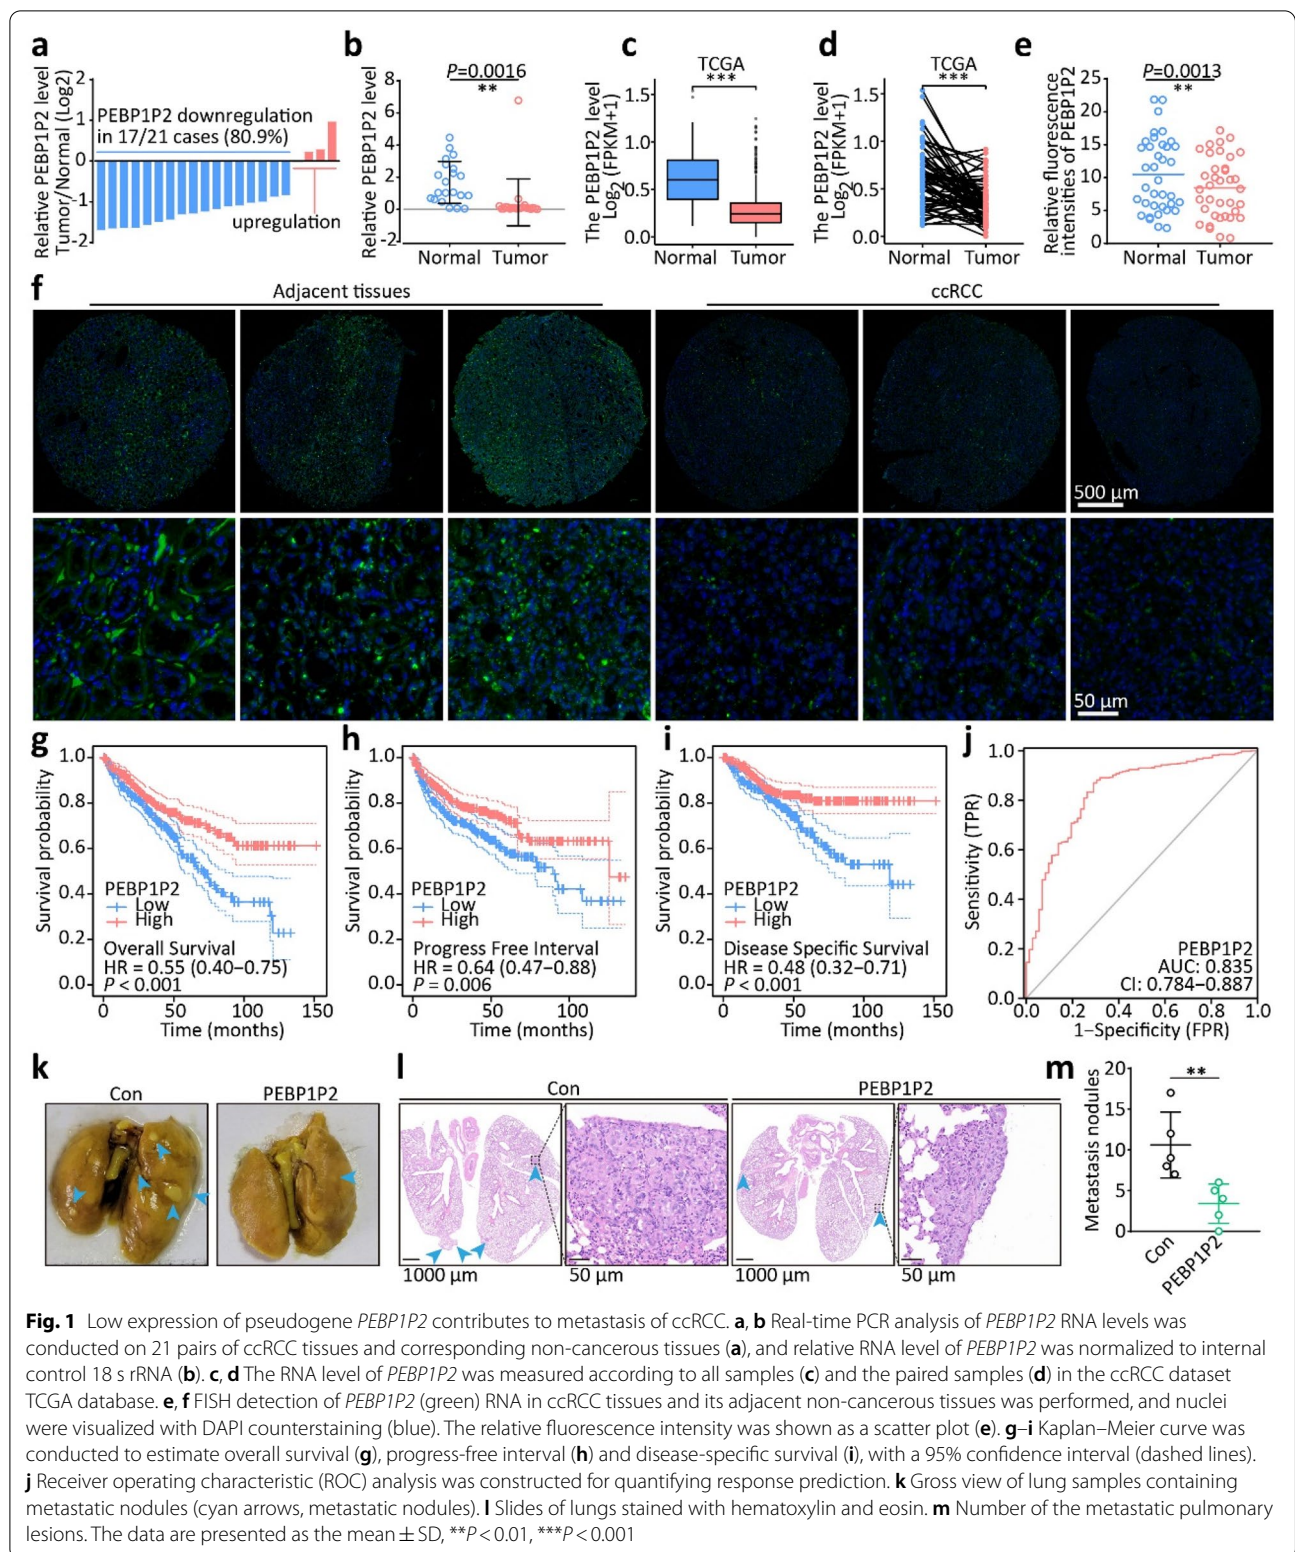 a
Relative PEBP1P2 level
Tumor/Normal (Log2)
2
1
0
-1
-2
PEBP1P2 downregulation
in 17/21 cases (80.9%)
upregulation
b
Relative PEBP1P2 level
8
6
4
2
0
-2
P=0.0016
**
Normal Tumor
c
The PEBP1P2 level
Log2 (FPKM+1)
1.5
1.0
0.5
0.0
TCGA
***
Normal Tumor
d
The PEBP1P2 level
Log2 (FPKM+1)
1.5
1.0
0.5
0.0
TCGA
***
Normal Tumor
e
Relative fluorescence
intensities of PEBP1P2
25
20
15
10
5
0
P=0.0013
**
Normal Tumor
f
Adjacent tissues
ccRCC
500 µm
50 µm
g
Survival probability
1.0
0.8
0.6
0.4
0.2
0.0
PEBP1P2
Low
High
Overall Survival
HR = 0.55 (0.40–0.75)
P < 0.001
0 50 100 150
Time (months)
h
Survival probability
1.0
0.8
0.6
0.4
0.2
0.0
PEBP1P2
Low
High
Progress Free Interval
HR = 0.64 (0.47–0.88)
P = 0.006
0 50 100
Time (months)
i
Survival probability
1.0
0.8
0.6
0.4
0.2
0.0
PEBP1P2
Low
High
Disease Specific Survival
HR = 0.48 (0.32–0.71)
P < 0.001
0 50 100 150
Time (months)
j
Sensitivity (TPR)
1.0
0.8
0.6
0.4
0.2
0.0
PEBP1P2
AUC: 0.835
CI: 0.784–0.887
0.0 0.2 0.4 0.6 0.8 1.0
1–Specificity (FPR)
k
Con
PEBP1P2
l
Con
PEBP1P2
1000 µm
50 µm
1000 µm
50 µm
m
Metastasis nodules
20
15
10
5
0
**
Con
PEBP1P2
Fig. 1 Low expression of pseudogene PEBP1P2 contributes to metastasis of ccRCC. a, b Real-time PCR analysis of PEBP1P2 RNA levels was
conducted on 21 pairs of ccRCC tissues and corresponding non-cancerous tissues (a), and relative RNA level of PEBP1P2 was normalized to internal
control 18 s rRNA (b). c, d The RNA level of PEBP1P2 was measured according to all samples (c) and the paired samples (d) in the ccRCC dataset
TCGA database. e, f FISH detection of PEBP1P2 (green) RNA in ccRCC tissues and its adjacent non-cancerous tissues was performed, and nuclei
were visualized with DAPI counterstaining (blue). The relative fluorescence intensity was shown as a scatter plot (e). g–i Kaplan–Meier curve was
conducted to estimate overall survival (g), progress-free interval (h) and disease-specific survival (i), with a 95% confidence interval (dashed lines).
j Receiver operating characteristic (ROC) analysis was constructed for quantifying response prediction. k Gross view of lung samples containing
metastatic nodules (cyan arrows, metastatic nodules). l Slides of lungs stained with hematoxylin and eosin. m Number of the metastatic pulmonary
lesions. The data are presented as the mean ± SD, **P < 0.01, ***P < 0.001